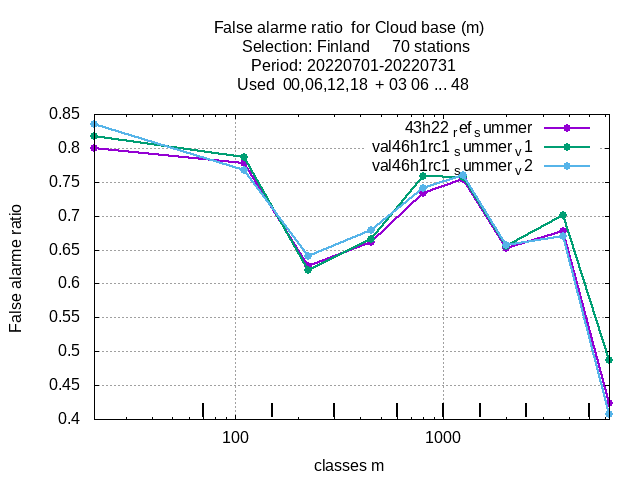 False alarme ratio  for Cloud base (m)
Selection: Finland     70 stations
Period: 20220701-20220731
Used  00,06,12,18  + 03 06 ... 48
0.85
0.8
0.75
0.7
0.65
0.6
0.55
0.5
0.45
0.4
False alarme ratio
43h22 ref summer
val46h1rc1 summer v1
val46h1rc1 summer v2
100
1000
classes m